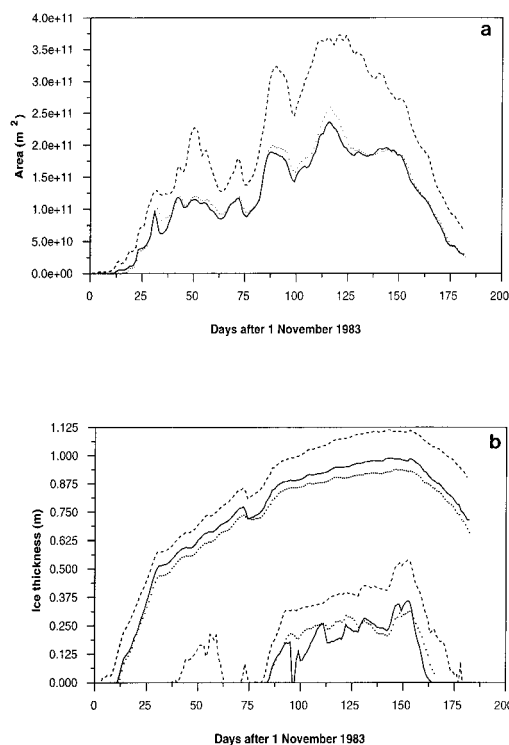 a
4.0e+11
3.5e+11
3.0e+11
2.5e+11
2.0e+11
1.5e+11
1.0e+11
5.0e+10
0.0e+00
Area (m ²)
0 25 50 75 100 125 150 175 200
Days after 1 November 1983
b
1.125
1.000
0.875
0.750
0.625
0.500
0.375
0.250
0.125
0.000
Ice thickness (m)
0 25 50 75 100 125 150 175 200
Days after 1 November 1983